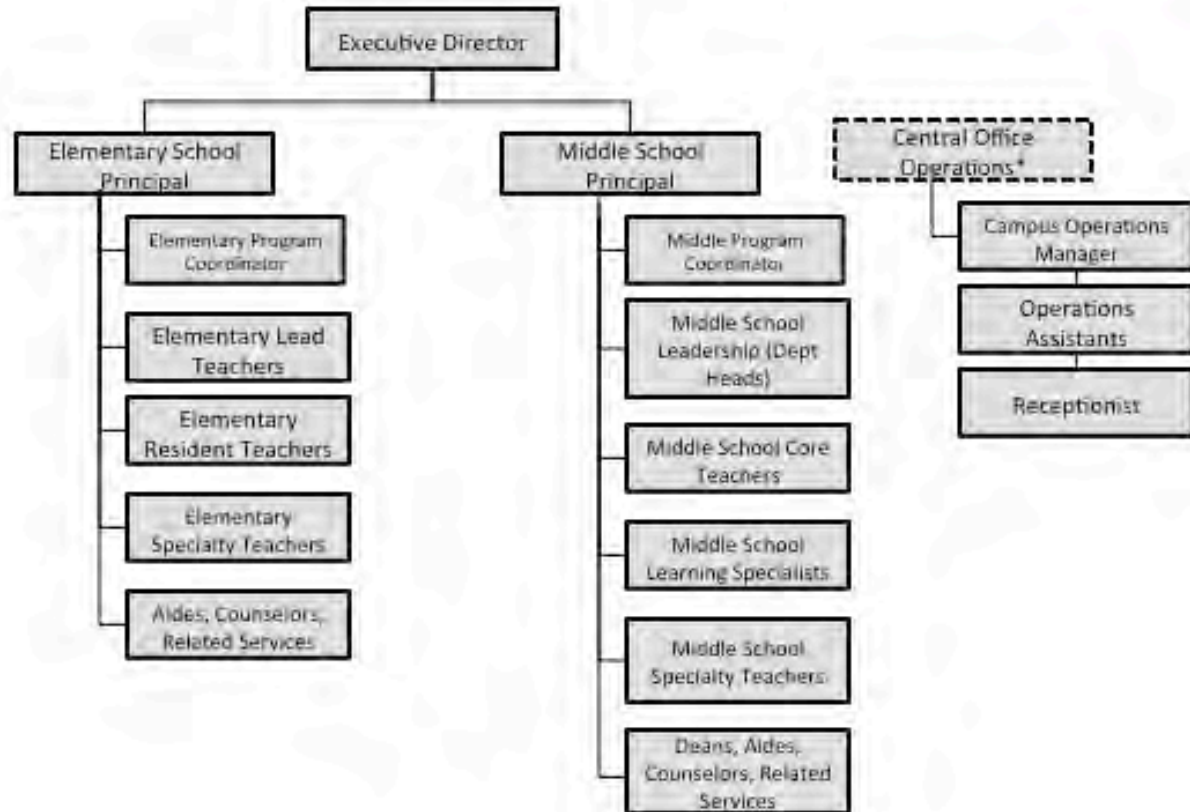 Executive Director
Elementary School
Principal
Elementary Program
Coordinator
Elementary Lead
Teachers
Elementary
Resident Teachers
Elementary
Specialty Teachers
Aides, Counselors,
Related Services
Middle School
Principal
Middle Program
Coordinator
Middle School
Leadership (Dept
Heads)
Middle School Core
Teachers
Middle School
Learning Specialists
Middle School
Specialty Teachers
Deans, Aides,
Counselors, Related
Services
Central Office
Operations*
Campus Operations
Manager
Operations
Assistants
Receptionist